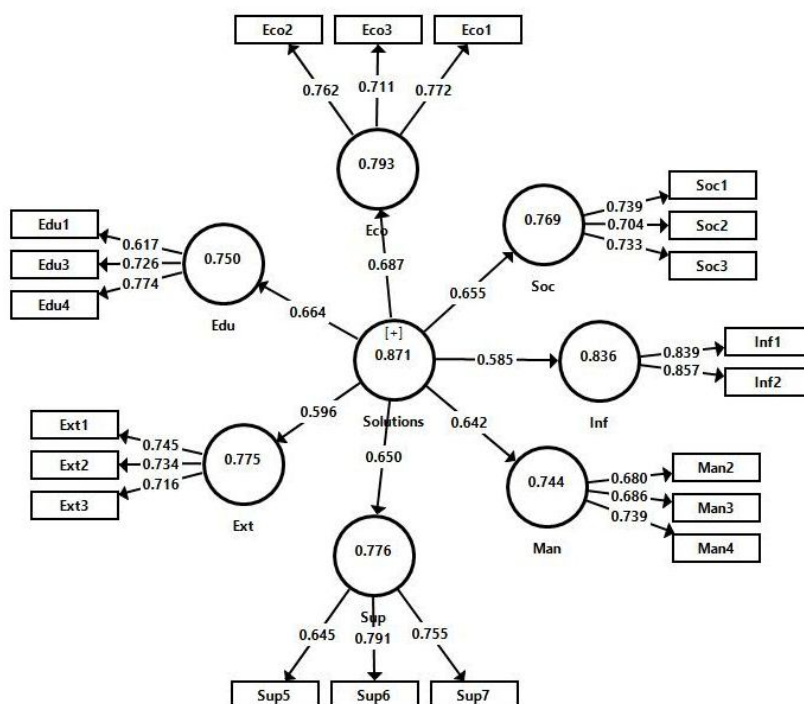 Eco2 Eco3 Eco1
0.762 0.711 0.772
0.793
Eco
0.687
Soc1
Soc2
Soc3
0.739
0.704
0.733
0.769
Soc
0.655
Edu1
Edu3
Edu4
0.617
0.726
0.774
0.750
Edu
0.664
[+]
0.871
Solutions
0.585
0.836
Inf
0.839
0.857
Inf1
Inf2
Ext1
Ext2
Ext3
0.745
0.734
0.716
0.775
Ext
0.596
0.650
0.642
0.744
Man
0.680
0.686
0.739
Man2
Man3
Man4
0.776
Sup
0.645 0.791 0.755
Sup5 Sup6 Sup7